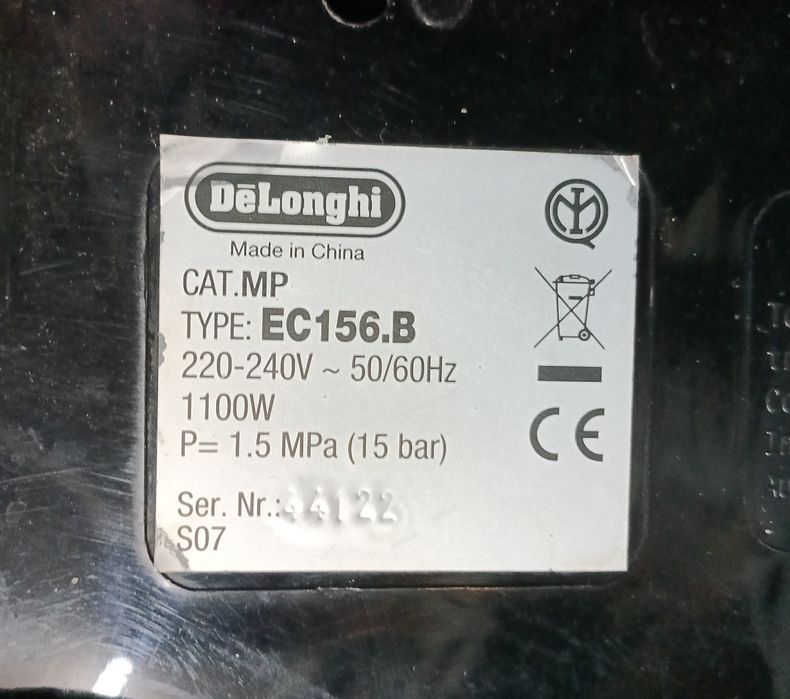 DēLonghi
Made in China
CAT.MP
TYPE: EC156.B
220-240V ~ 50/60Hz
1100W
P= 1.5 MPa (15 bar)
Ser. Nr.:44122
S07
CE